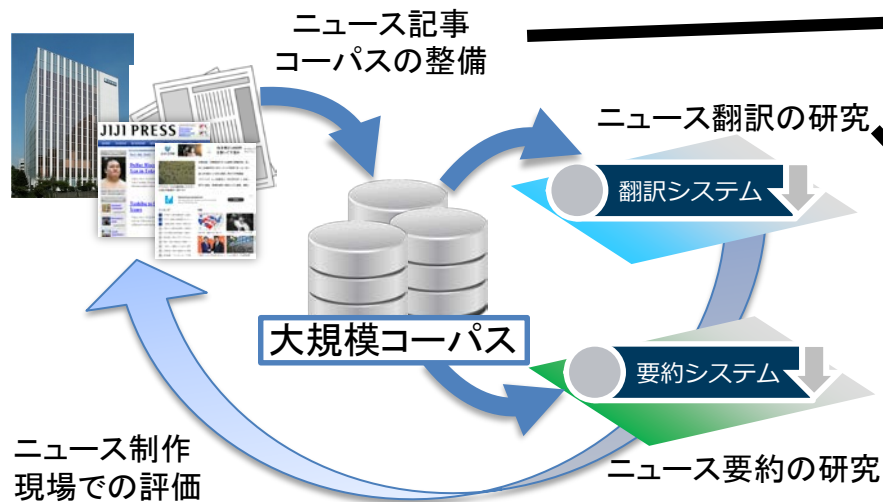 ニュース記事
コーパスの整備
JIJI PRESS
ニュース翻訳の研究
翻訳システム
大規模コーパス
要約システム
ニュース制作
現場での評価
ニュース要約の研究